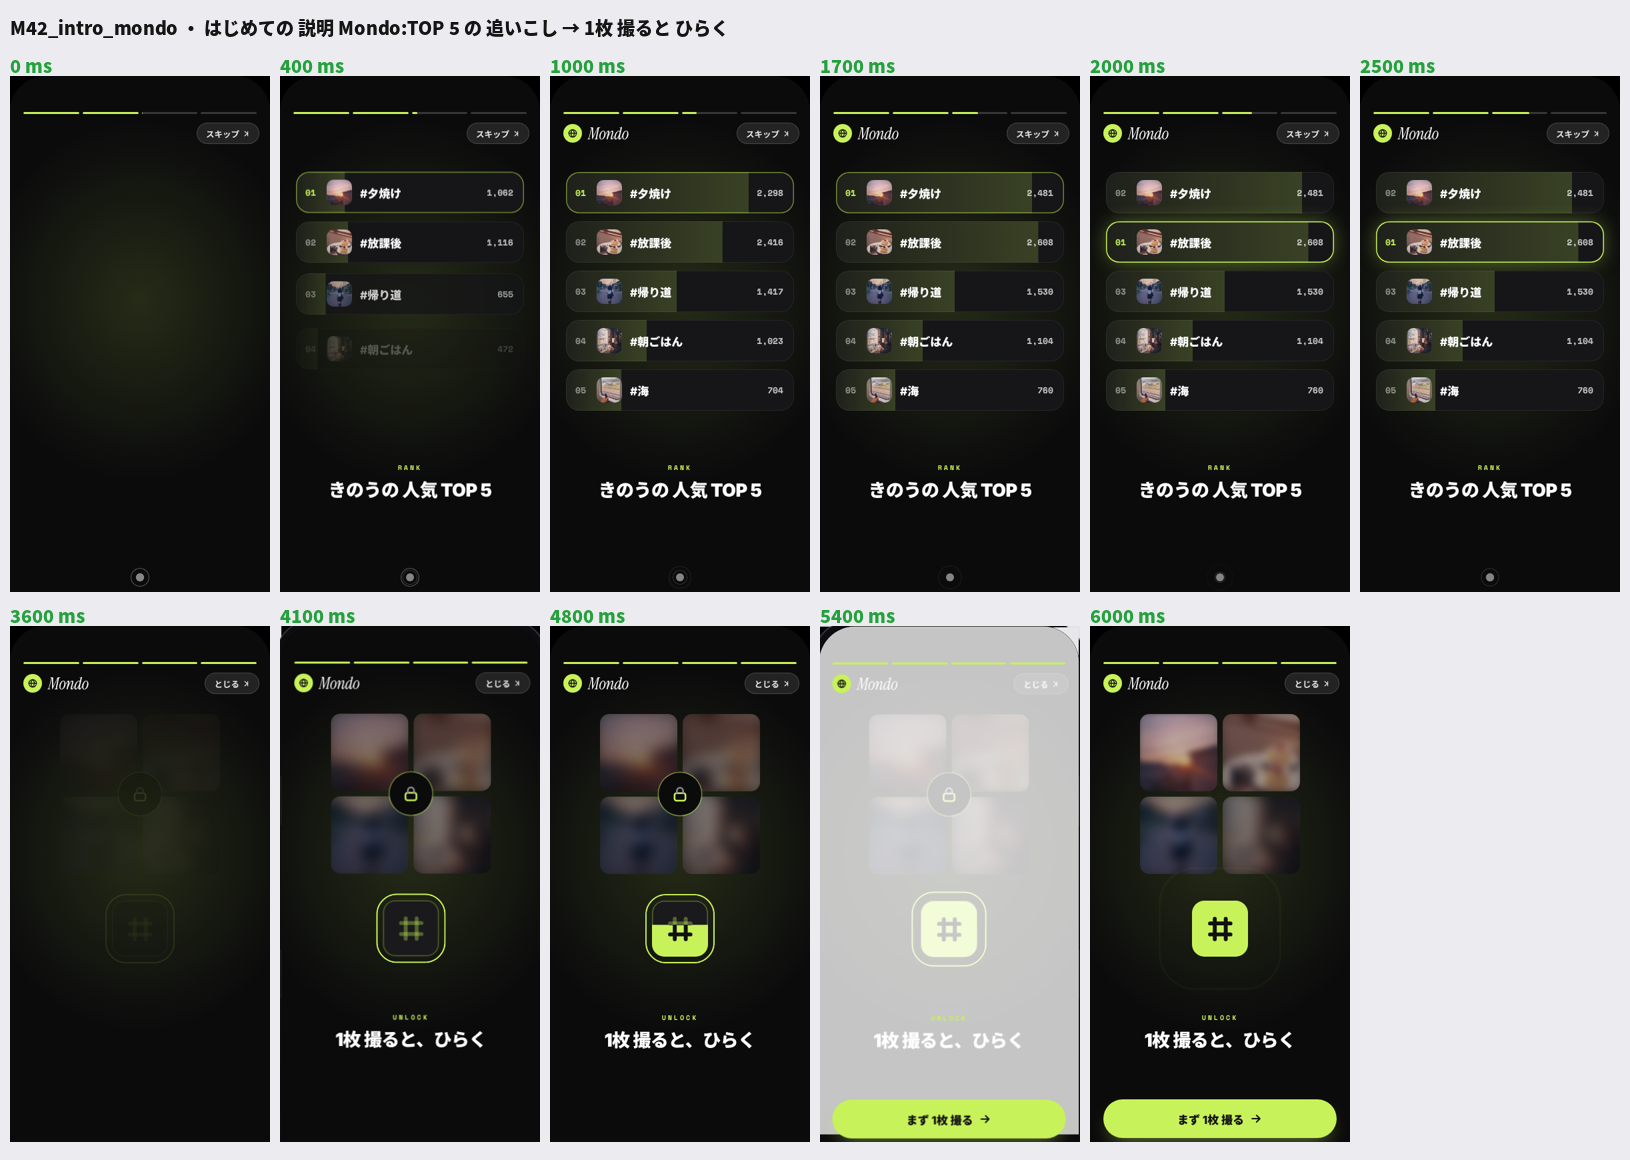 M42_intro_mondo ・ はじめての 説明 Mondo:TOP 5 の 追いこし → 1枚 撮ると ひらく
0 ms
スキップ
400 ms
スキップ
01 #夕焼け 1,062
02 #放課後 1,116
03 #帰り道 655
04 #朝ごはん 472
RANK
きのうの 人気 TOP 5
1000 ms
Mondo スキップ
01 #夕焼け 2,298
02 #放課後 2,416
03 #帰り道 1,417
04 #朝ごはん 1,023
05 #海 704
RANK
きのうの 人気 TOP 5
1700 ms
Mondo スキップ
01 #夕焼け 2,481
02 #放課後 2,608
03 #帰り道 1,530
04 #朝ごはん 1,104
05 #海 760
RANK
きのうの 人気 TOP 5
2000 ms
Mondo スキップ
02 #夕焼け 2,481
01 #放課後 2,608
03 #帰り道 1,530
04 #朝ごはん 1,104
05 #海 760
RANK
きのうの 人気 TOP 5
2500 ms
Mondo スキップ
02 #夕焼け 2,481
01 #放課後 2,608
03 #帰り道 1,530
04 #朝ごはん 1,104
05 #海 760
RANK
きのうの 人気 TOP 5
3600 ms
Mondo とじる
#
4100 ms
Mondo とじる
#
UNLOCK
1枚 撮ると、ひらく
4800 ms
Mondo とじる
#
UNLOCK
1枚 撮ると、ひらく
5400 ms
Mondo とじる
#
UNLOCK
1枚 撮ると、ひらく
まず 1枚 撮る →
6000 ms
Mondo とじる
#
UNLOCK
1枚 撮ると、ひらく
まず 1枚 撮る →